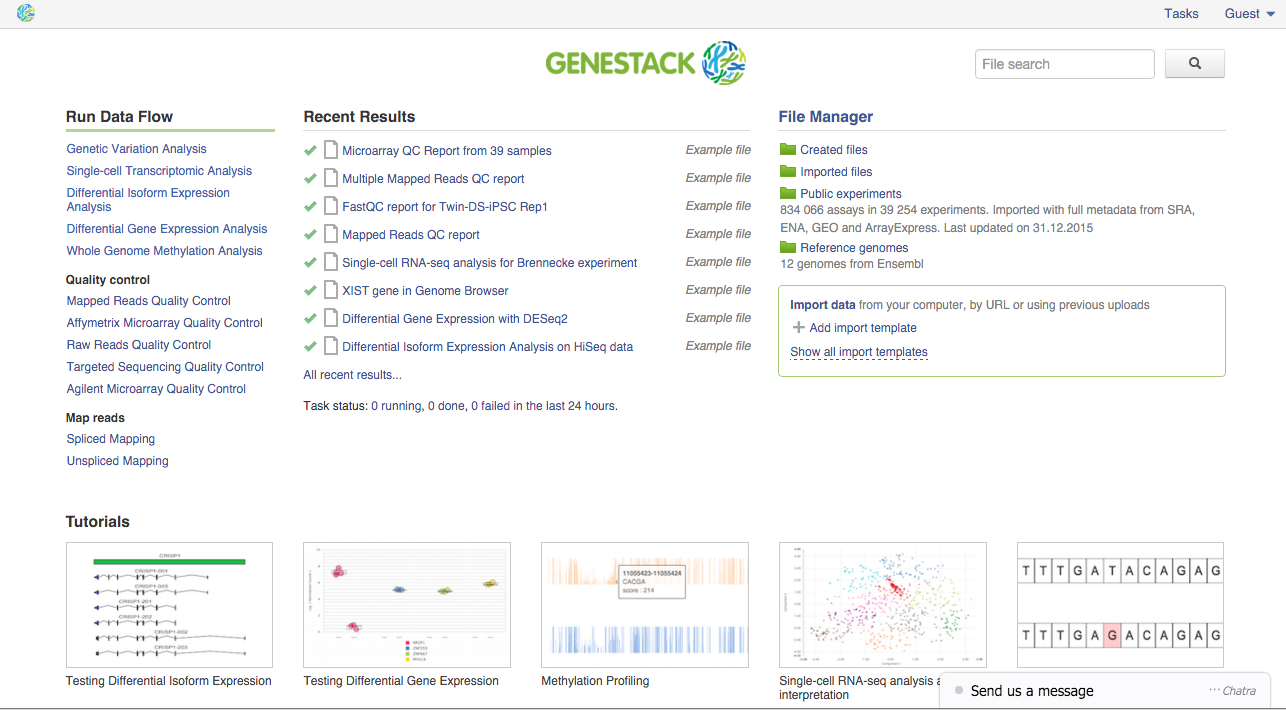 Tasks Guest
GENESTACK
File search
Run Data Flow
Genetic Variation Analysis
Single-cell Transcriptomic Analysis
Differential Isoform Expression
Analysis
Differential Gene Expression Analysis
Whole Genome Methylation Analysis
Quality control
Mapped Reads Quality Control
Affymetrix Microarray Quality Control
Raw Reads Quality Control
Targeted Sequencing Quality Control
Agilent Microarray Quality Control
Map reads
Spliced Mapping
Unspliced Mapping
Recent Results
Microarray QC Report from 39 samples Example file
Multiple Mapped Reads QC report Example file
FastQC report for Twin-DS-iPSC Rep1 Example file
Mapped Reads QC report Example file
Single-cell RNA-seq analysis for Brennecke experiment Example file
XIST gene in Genome Browser Example file
Differential Gene Expression with DESeq2 Example file
Differential Isoform Expression Analysis on HiSeq data Example file
All recent results...
Task status: 0 running, 0 done, 0 failed in the last 24 hours.
File Manager
Created files
Imported files
Public experiments
834 066 assays in 39 254 experiments. Imported with full metadata from SRA,
ENA, GEO and ArrayExpress. Last updated on 31.12.2015
Reference genomes
12 genomes from Ensembl
Import data from your computer, by URL or using previous uploads
Add import template
Show all import templates
Tutorials
CRISP1
CRISP1-001
CRISP1-003
CRISP1-201
CRISP1-202
CRISP1-002
CRISP1-203
Testing Differential Isoform Expression
Testing Differential Gene Expression
11055423-11055424
CACGA
score : 214
Methylation Profiling
Single-cell RNA-seq analysis a
interpretation
T T T G A T A C A G A G
T T T G A G A C A G A G
Send us a message Chatra